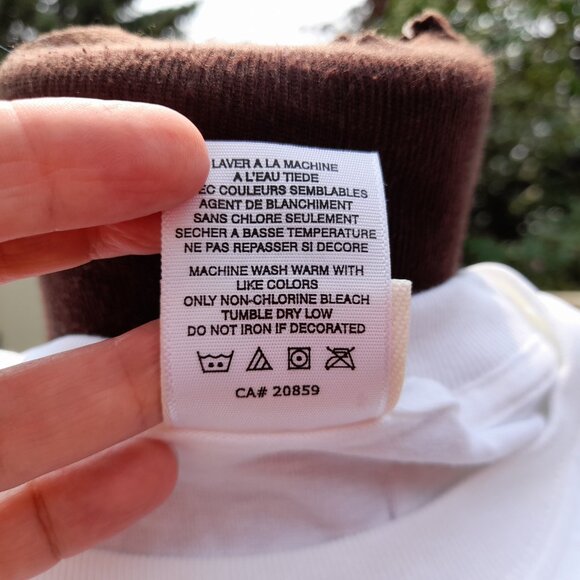 LAVER A LA MACHINE
A L'EAU TIEDE
EC COULEURS SEMBLABLES
AGENT DE BLANCHIMENT
SANS CHLORE SEULEMENT
SECHER A BASSE TEMPERATURE
NE PAS REPASSER SI DECORE
MACHINE WASH WARM WITH
LIKE COLORS
ONLY NON-CHLORINE BLEACH
TUMBLE DRY LOW
DO NOT IRON IF DECORATED
CA# 20859